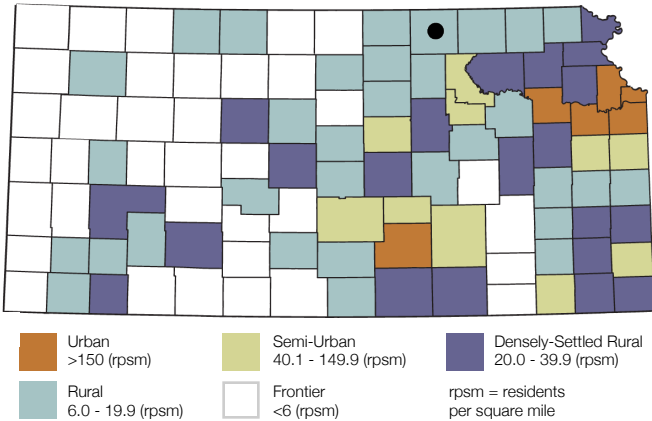 Urban
>150 (rpsm)
Semi-Urban
40.1 - 149.9 (rpsm)
Densely-Settled Rural
20.0 - 39.9 (rpsm)
Rural
6.0 - 19.9 (rpsm)
Frontier
<6 (rpsm)
rpsm = residents
per square mile